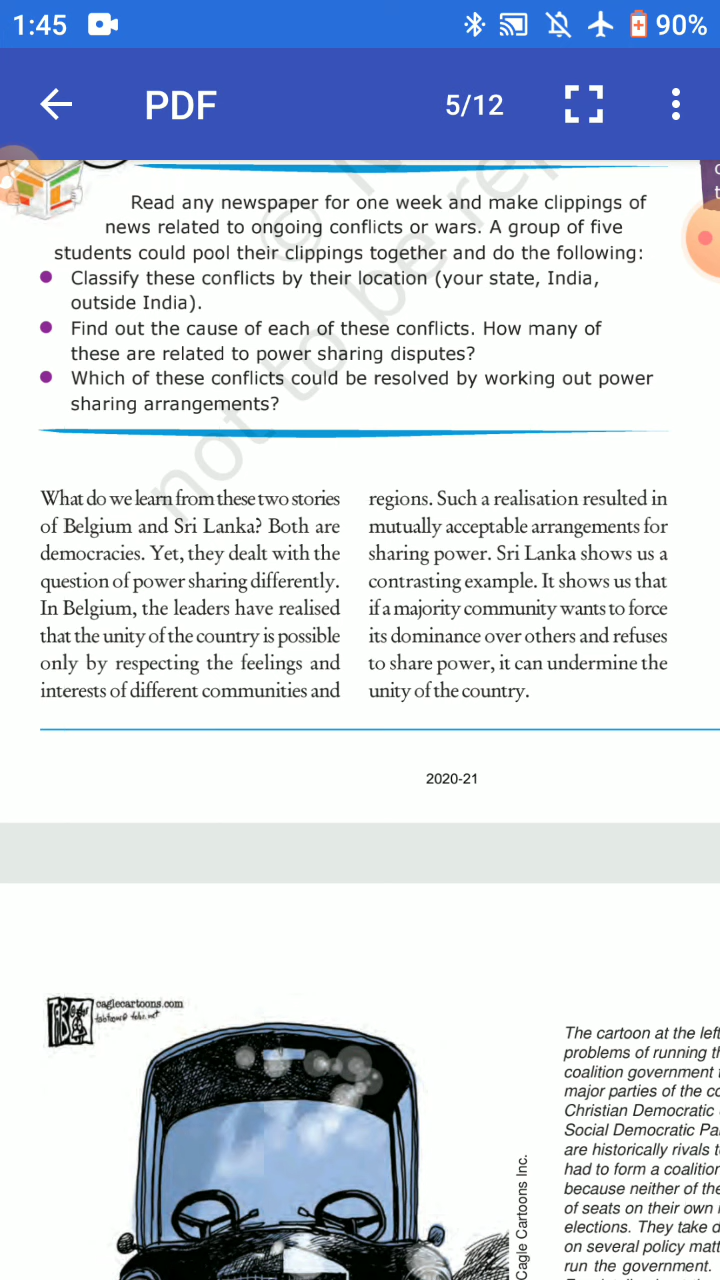 1:45
90%
PDF
5/12
Read any newspaper for one week and make clippings of
news related to ongoing conflicts or wars. A group of five
students could pool their clippings together and do the following:
Classify these conflicts by their location (your state, India,
outside India).
Find out the cause of each of these conflicts. How many of
these are related to power sharing disputes?
Which of these conflicts could be resolved by working out power
sharing arrangements?
not to be re
What do we learn from these two stories
of Belgium and Sri Lanka? Both are
democracies. Yet, they dealt with the
question of power sharing differently.
In Belgium, the leaders have realised
that the unity of the country is possible
only by respecting the feelings and
interests of different communities and
regions. Such a realisation resulted in
mutually acceptable arrangements for
sharing power. Sri Lanka shows us a
contrasting example. It shows us that
if a majority community wants to force
its dominance over others and refuses
to share power, it can undermine the
unity of the country.
2020-21
caglecartoons.com
The cartoon at the left
problems of running th
coalition government
major parties of the co
Christian Democratic
Social Democratic Pa
are historically rivals t
had to form a coalition
because neither of the
of seats on their own
elections. They take d
on several policy matt
run the government.
Cagle Cartoons Inc.